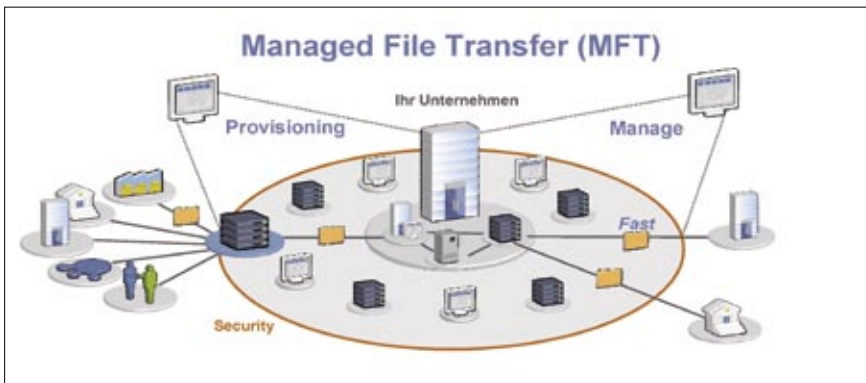 Managed File Transfer (MFT)
Ihr Unternehmen
Provisioning
Manage
Fast
Security